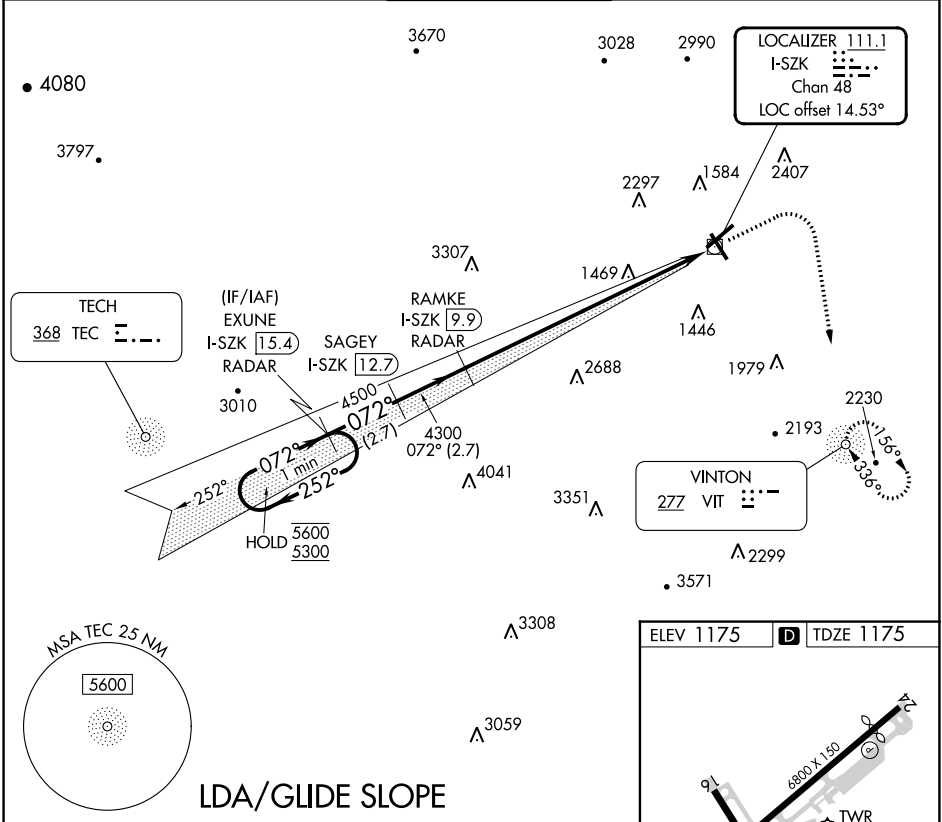 3670
3028
2990
LOCALIZER 111.1
I-SZK
Chan 48
LOC offset 14.53°
4080
3797
1584
2407
2297
3307
1469
TECH
368 TEC
(IF/IAF)
EXUNE
I-SZK 15.4
RADAR
SAGEY
I-SZK 12.7
RAMKE
I-SZK 9.9
RADAR
1446
1979
2688
3010
4500
072°
(2.7)
4300
072° (2.7)
072°
1 min
252°
252°
HOLD 5600
5300
4041
3351
2230
2193
156°
336°
VINTON
277 VIT
2299
3571
3308
3059
MSA TEC 25 NM
5600
LDA/GLIDE SLOPE
ELEV 1175 D TDZE 1175
24
6800 X 150
P
16
TWR